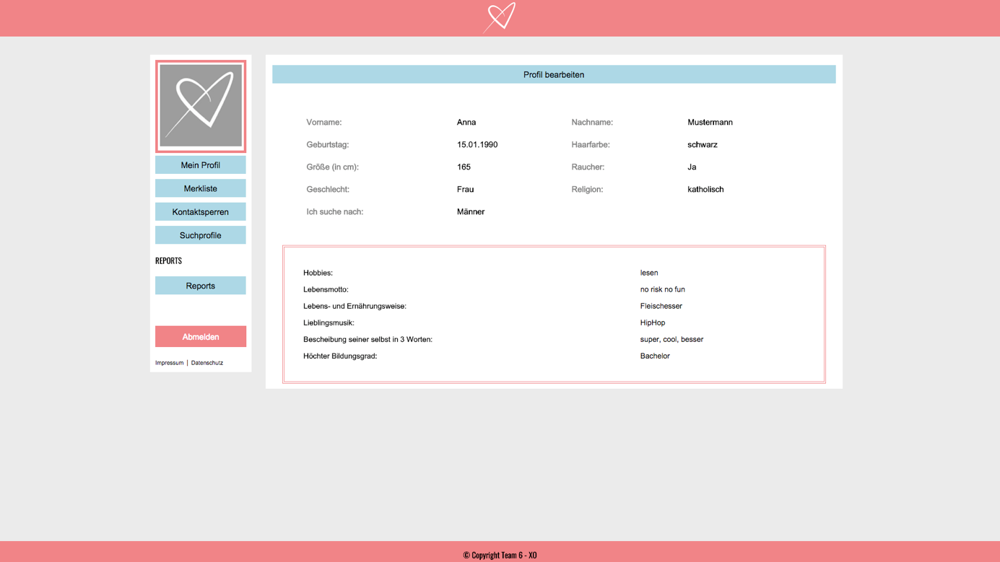 Profil bearbeiten
Mein Profil
Merkliste
Kontaktsperren
Suchprofile
REPORTS
Reports
Abmelden
Impressum | Datenschutz
Vorname: Anna Nachname: Mustermann
Geburtstag: 15.01.1990 Haarfarbe: schwarz
Größe (in cm): 165 Raucher: Ja
Geschlecht: Frau Religion: katholisch
Ich suche nach: Männer
Hobbies: lesen
Lebensmotto: no risk no fun
Lebens- und Ernährungsweise: Fleischesser
Lieblingsmusik: HipHop
Bescheibung seiner selbst in 3 Worten: super, cool, besser
Höchter Bildungsgrad: Bachelor
© Copyright Team 6 - XO